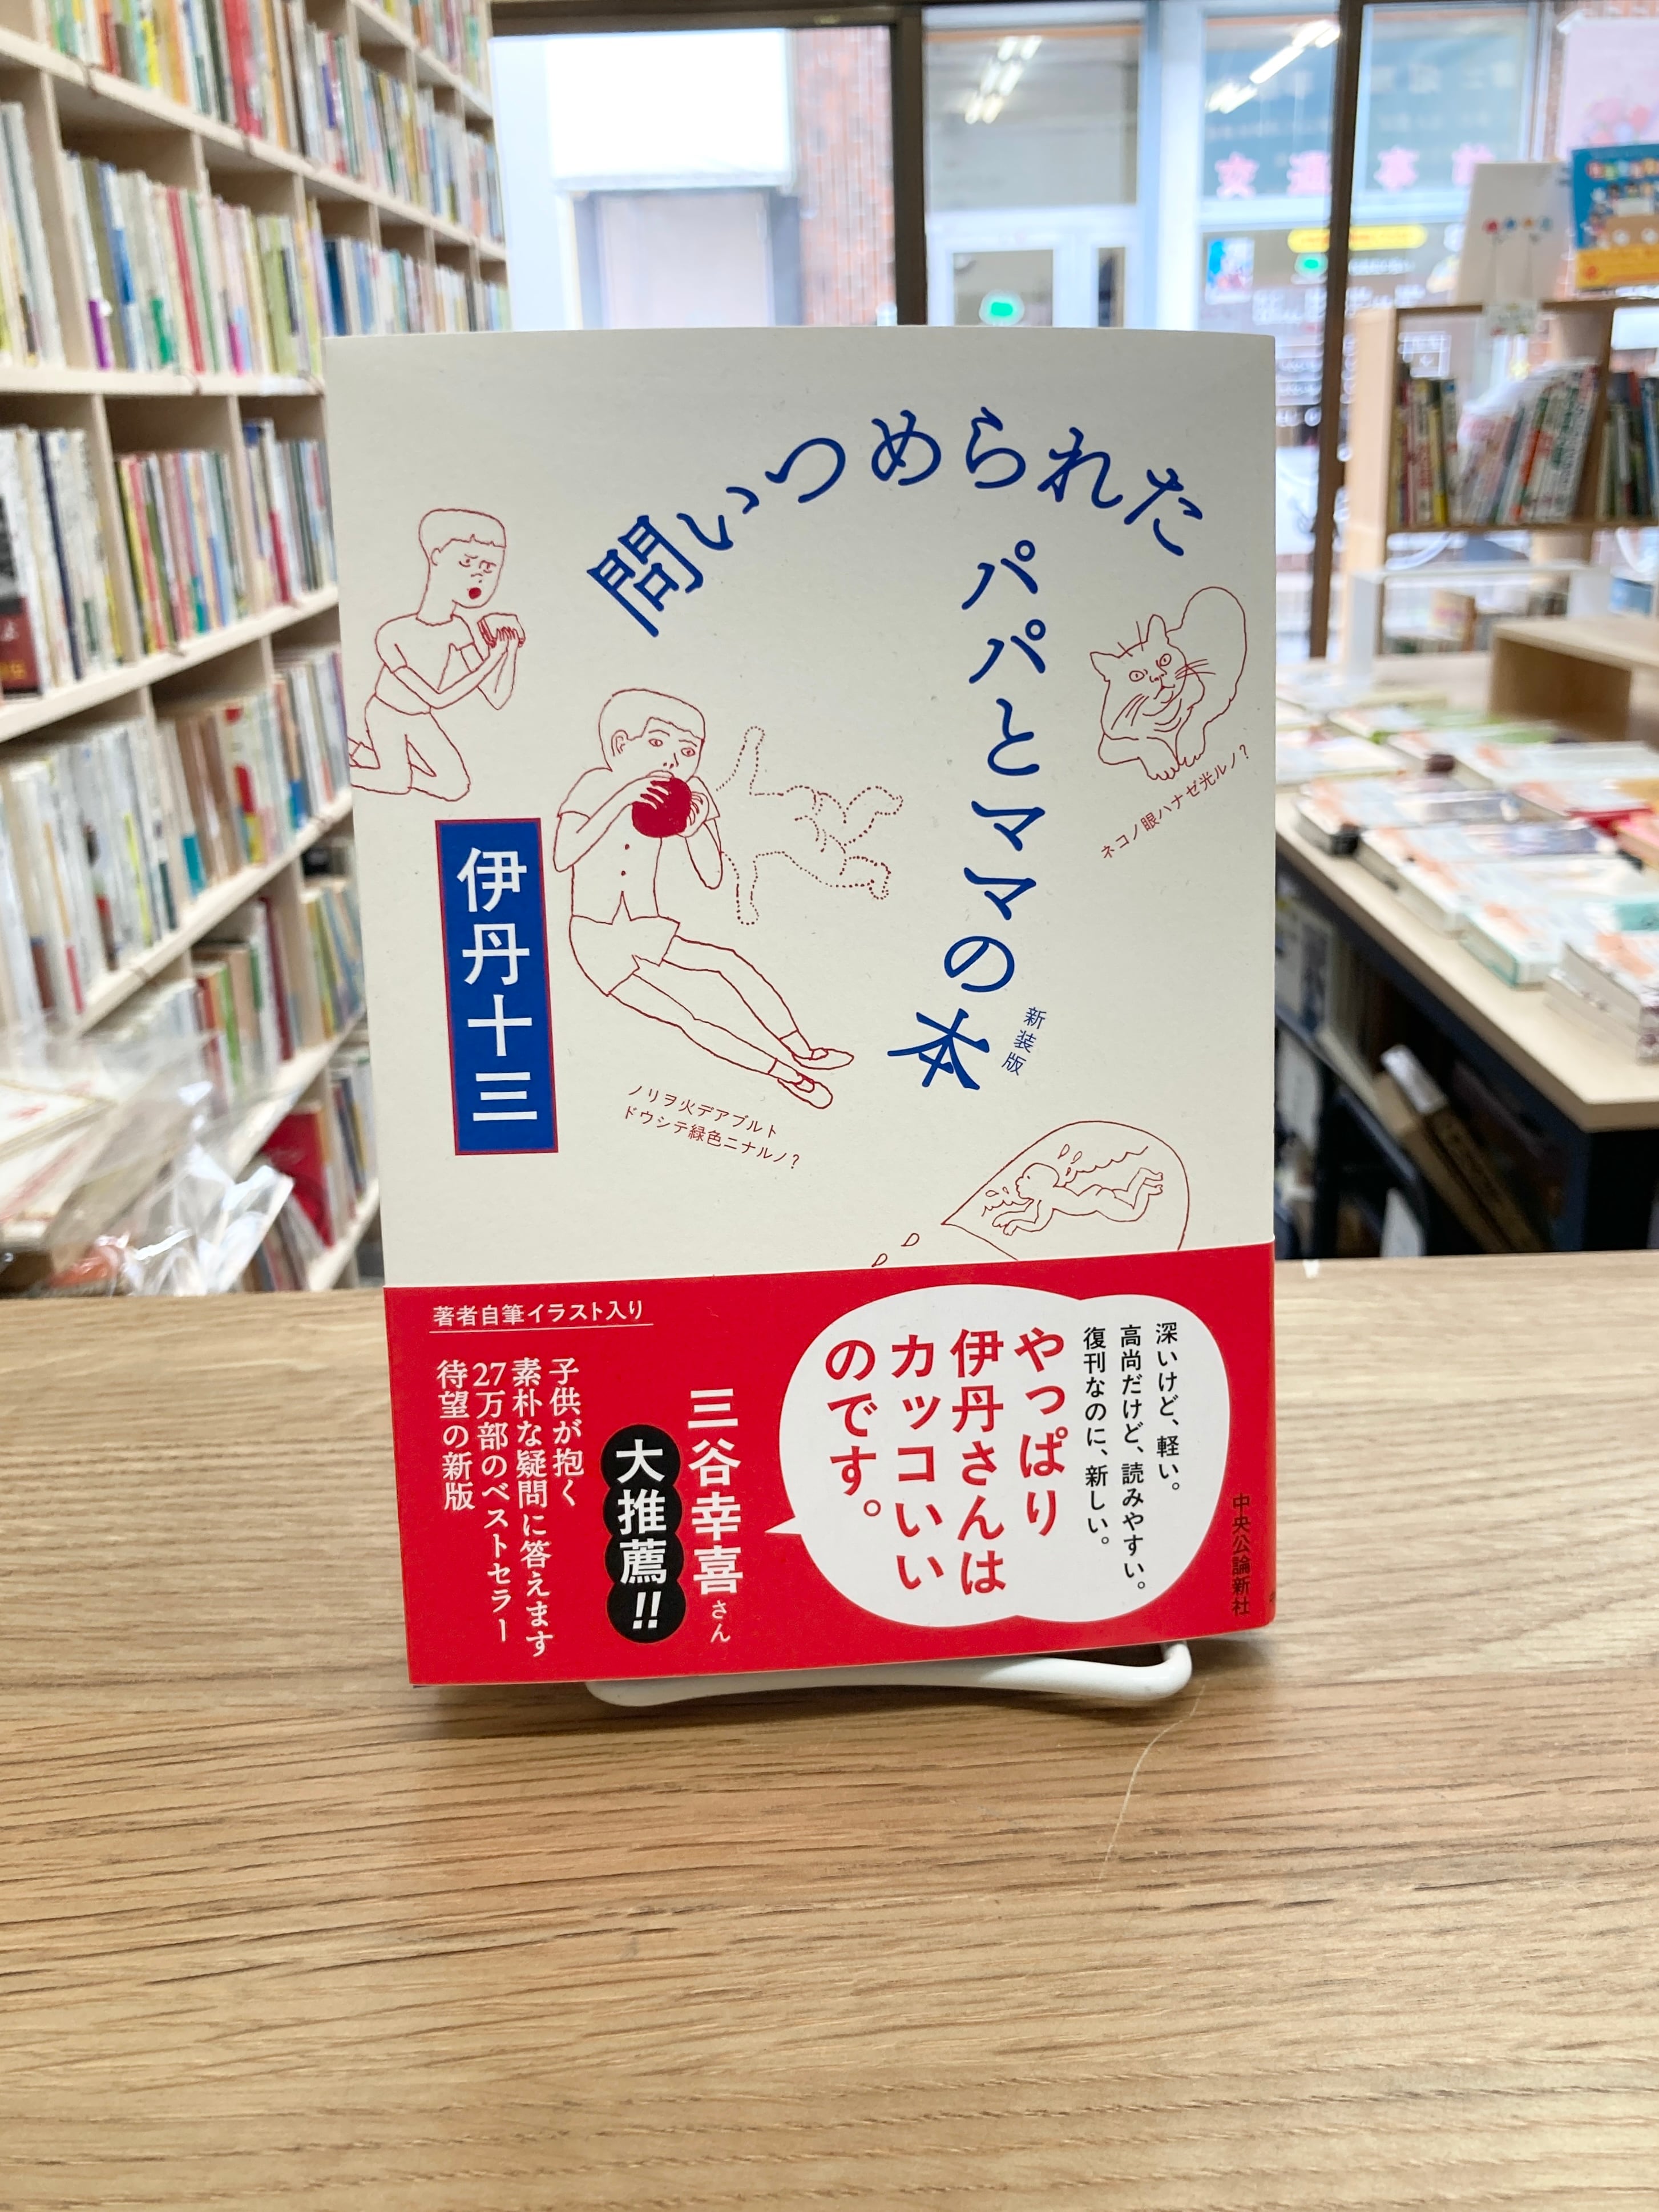 問いつめられた
パパとママの本
新装版
伊丹十三
ネコノ眼ハナゼ光ルノ？
ノリヲ火デアブルト
ドウシテ緑色ニナルノ？
著者自筆イラスト入り
深いけど、軽い。
高尚だけど、読みやすい。
復刊なのに、新しい。
やっぱり
伊丹さんは
カッコいい
のです。
三谷幸喜さん
大推薦!!
子供が抱く
素朴な疑問に答えます
27万部のベストセラー
待望の新版
中央公論新社